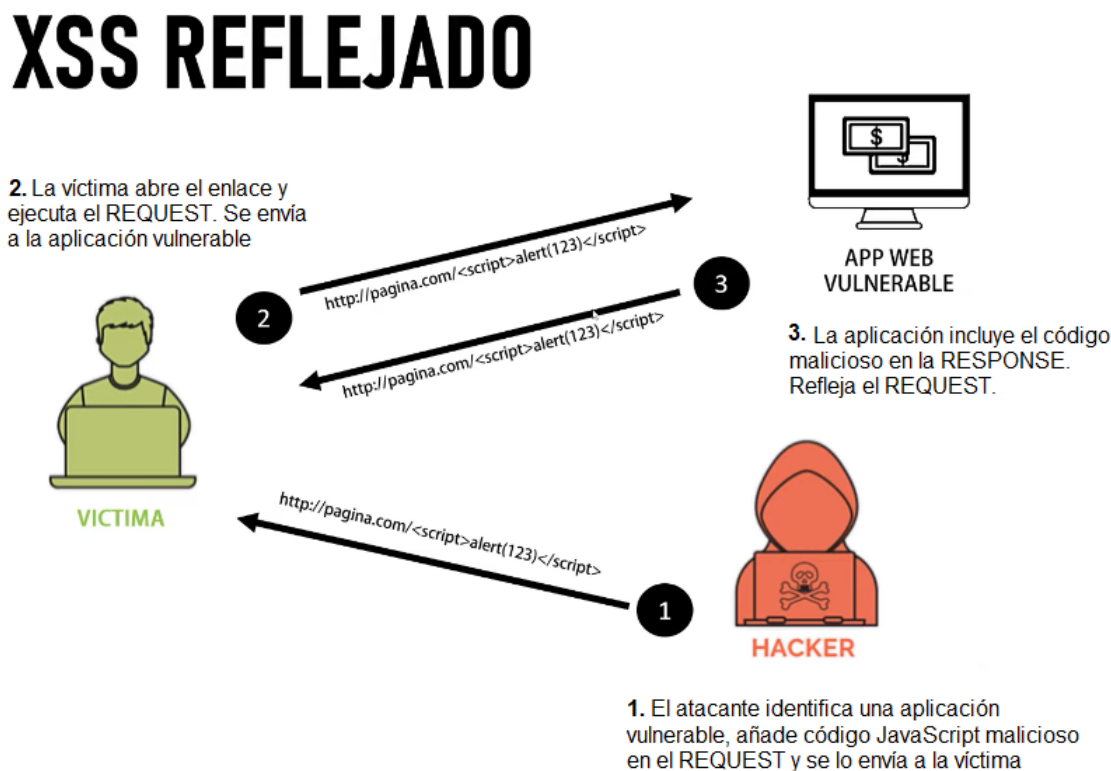 XSS REFLEJADO
2. La víctima abre el enlace y
ejecuta el REQUEST. Se envía
a la aplicación vulnerable
http://pagina.com/<script>alert(123)</script>
2
3
http://pagina.com/<script>alert(123)</script>
$
$
APP WEB
VULNERABLE
3. La aplicación incluye el código
malicioso en la RESPONSE.
Refleja el REQUEST.
VICTIMA
http://pagina.com/<script>alert(123)</script>
1
HACKER
1. El atacante identifica una aplicación
vulnerable, añade código JavaScript malicioso
en el REQUEST y se lo envía a la víctima